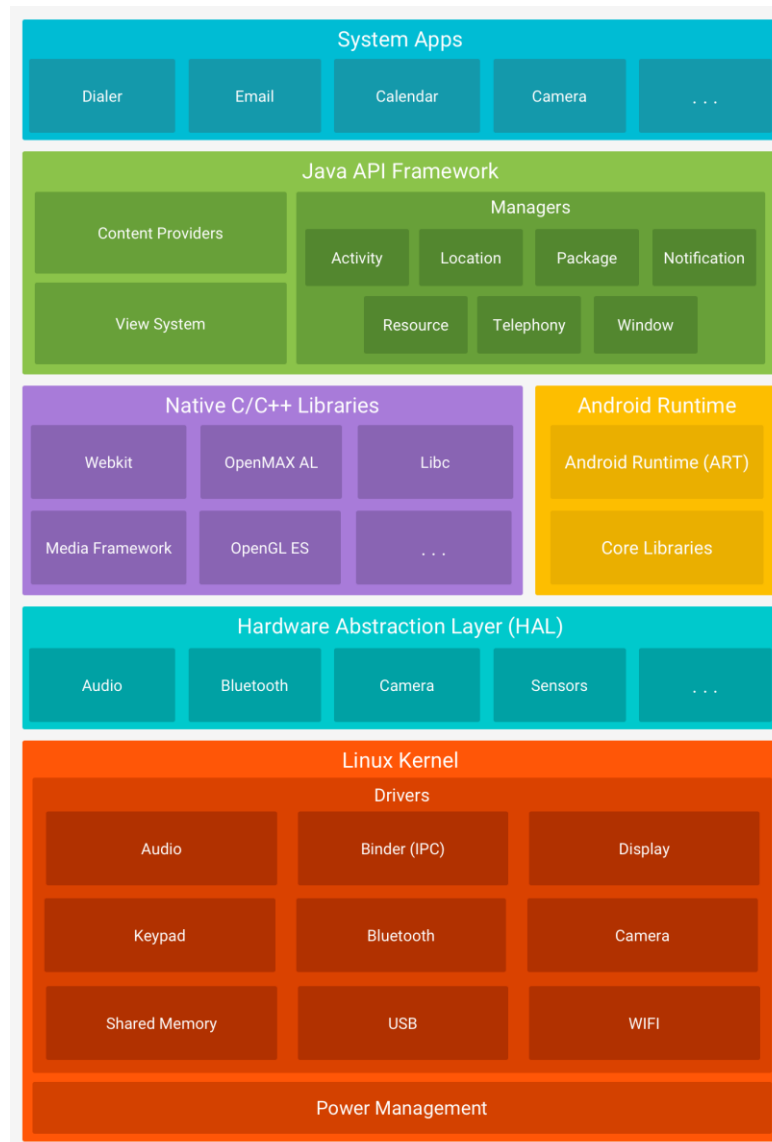 System Apps
Dialer
Email
Calendar
Camera
. . .
Java API Framework
Content Providers
View System
Managers
Activity
Location
Package
Notification
Resource
Telephony
Window
Native C/C++ Libraries
Webkit
OpenMAX AL
Libc
Media Framework
OpenGL ES
. . .
Android Runtime
Android Runtime (ART)
Core Libraries
Hardware Abstraction Layer (HAL)
Audio
Bluetooth
Camera
Sensors
. . .
Linux Kernel
Drivers
Audio
Binder (IPC)
Display
Keypad
Bluetooth
Camera
Shared Memory
USB
WIFI
Power Management